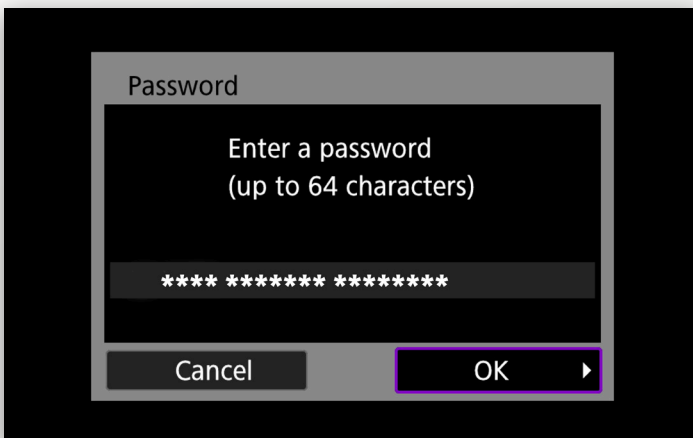 Password
Enter a password
(up to 64 characters)
**** ******* ********
Cancel
OK